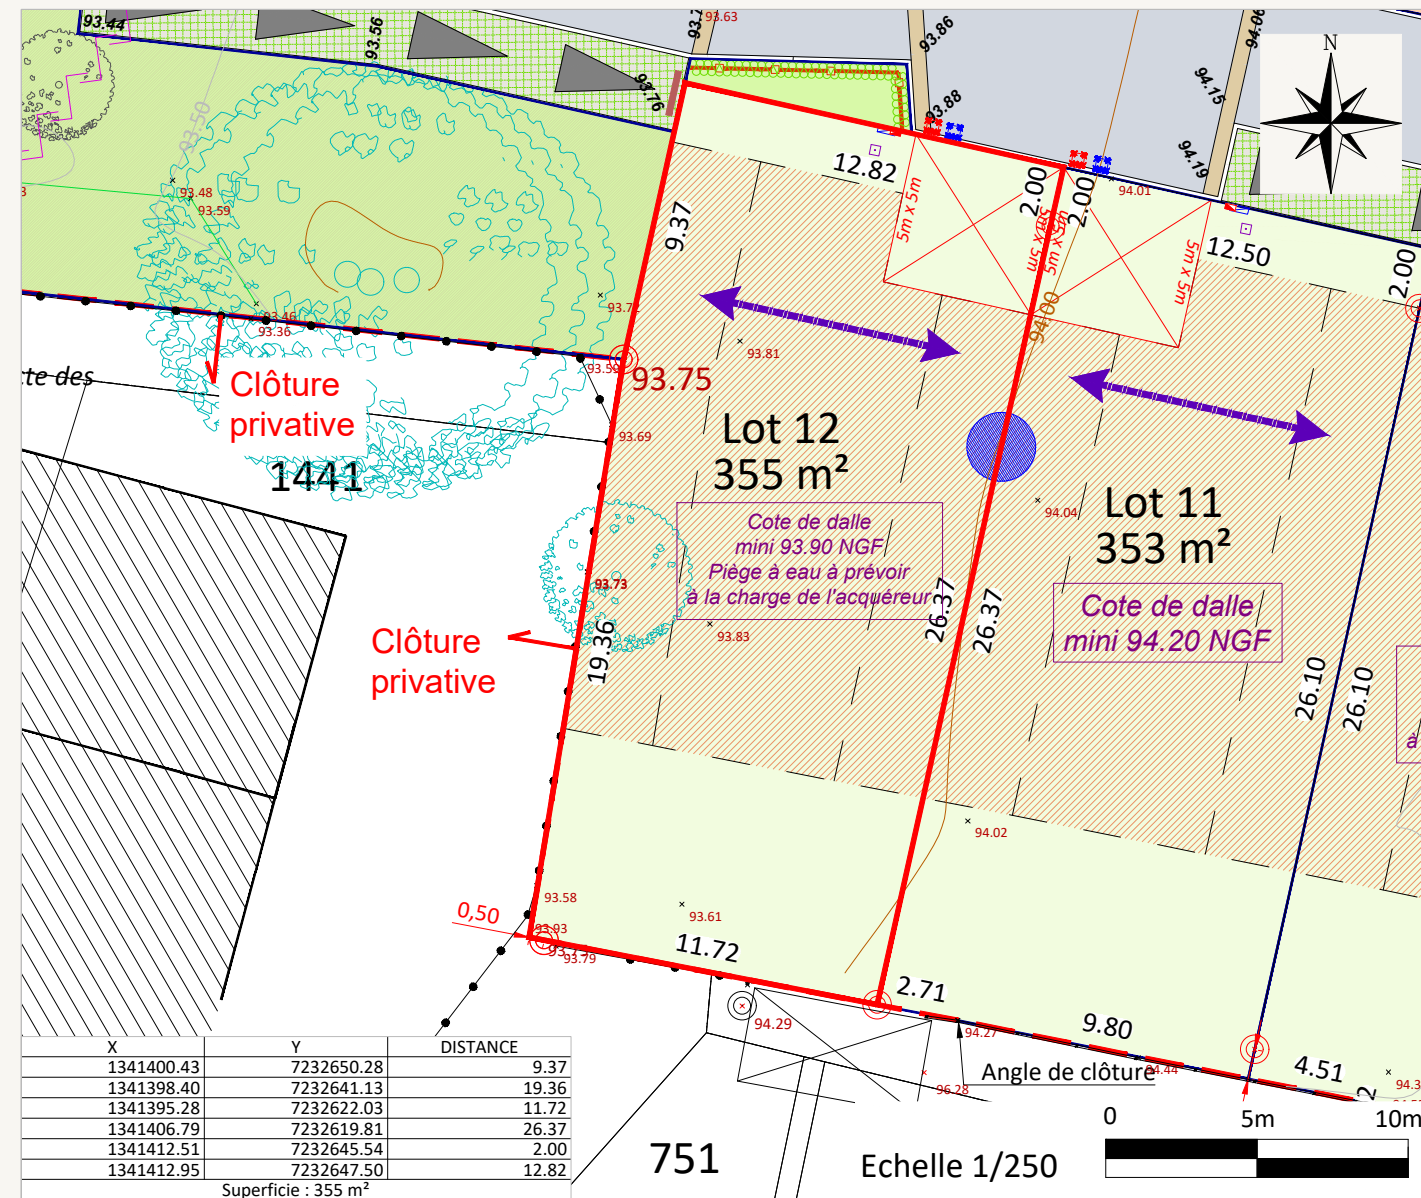 93.44
93.56
93.63
93.86
94.06
N
93.76
93.88
94.15
94.19
93.50
12.82
2.00
2.00
94.01
93.48
93.59
9.37
5m x 5m
5m x 5m
5m x 5m
5m x 5m
12.50
2.00
93.46
93.36
94.00
93.81
93.75
Clôture
privative
93.69
Lot 12
355 m²
1441
Lot 11
353 m²
94.04
Cote de dalle
mini 93.90 NGF
Piège à eau à prévoir
à la charge de l'acquéreur
93.73
93.83
Cote de dalle
mini 94.20 NGF
Clôture
privative
19.36
26.37
26.37
26.10
26.10
à
94.02
93.58
93.61
0,50
93.93
93.79
11.72
2.71
94.29
94.27
9.80
94.44
4.51
96.28
Angle de clôture
X Y DISTANCE
1341400.43 7232650.28 9.37
1341398.40 7232641.13 19.36
1341395.28 7232622.03 11.72
1341406.79 7232619.81 26.37
1341412.51 7232645.54 2.00
1341412.95 7232647.50 12.82
Superficie : 355 m²
751
Echelle 1/250
0 5m 10m